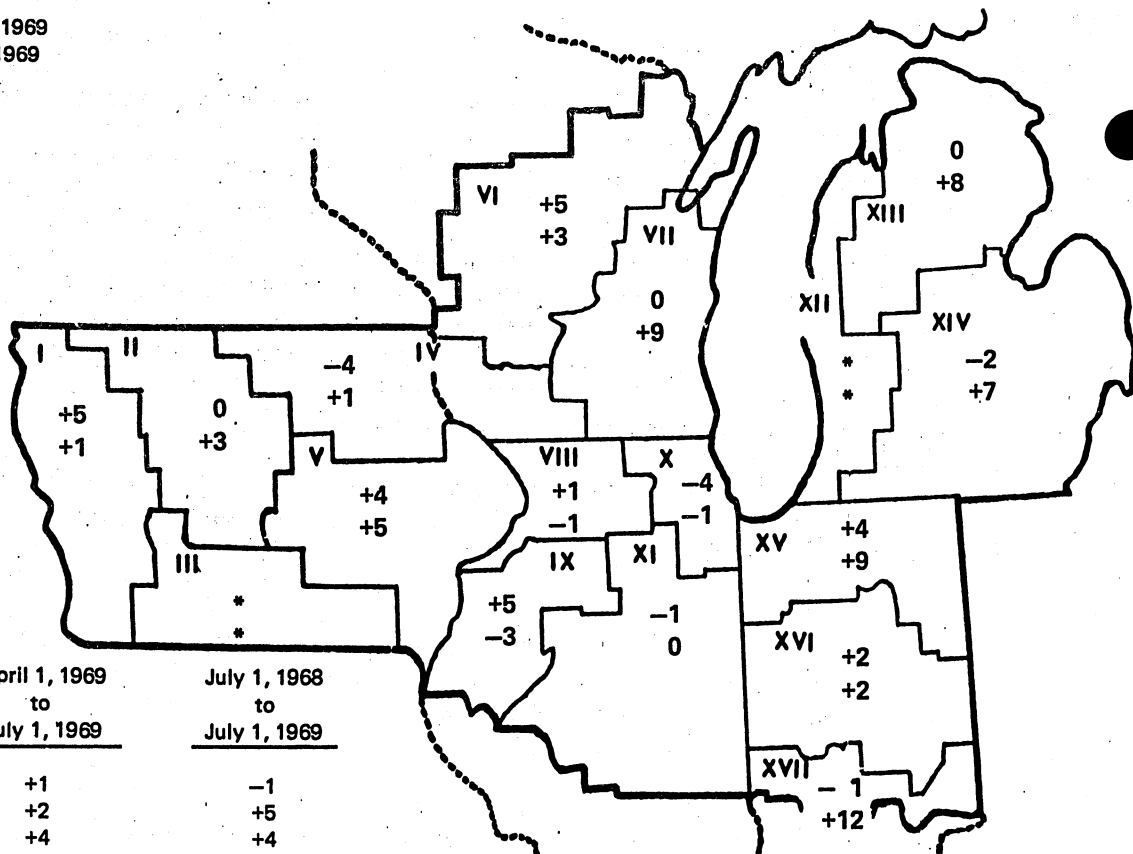 1969
1969
0
+8
VI
XIII
+5
+3
VII
0
+9
XII
XIV
I
II
IV
-4
+1
-2
+7
*
*
+5
+1
0
+3
V
VIII
X
+4
+5
+1
-1
-4
-1
IX
XI
XV
+4
+9
III
*
*
+5
-3
-1
0
XVI
+2
+2
April 1, 1969
to
July 1, 1969
July 1, 1968
to
July 1, 1969
XVII
-1
+12
+1
-1
+2
+5
+4
+4